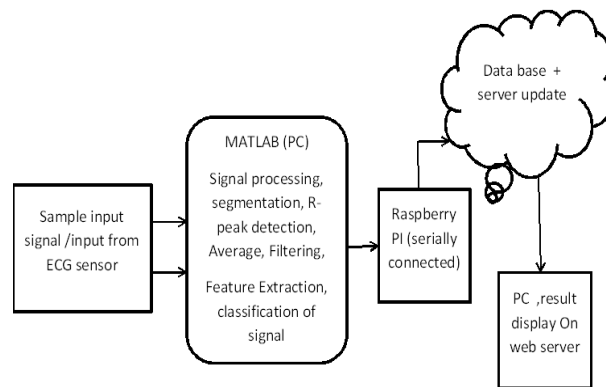 Data base +
server update
MATLAB (PC)
Signal processing,
segmentation, R-
peak detection,
Average, Filtering,
Feature Extraction,
classification of
signal
Sample input
signal /input from
ECG sensor
Raspberry
PI (serially
connected)
PC ,result
display On
web server